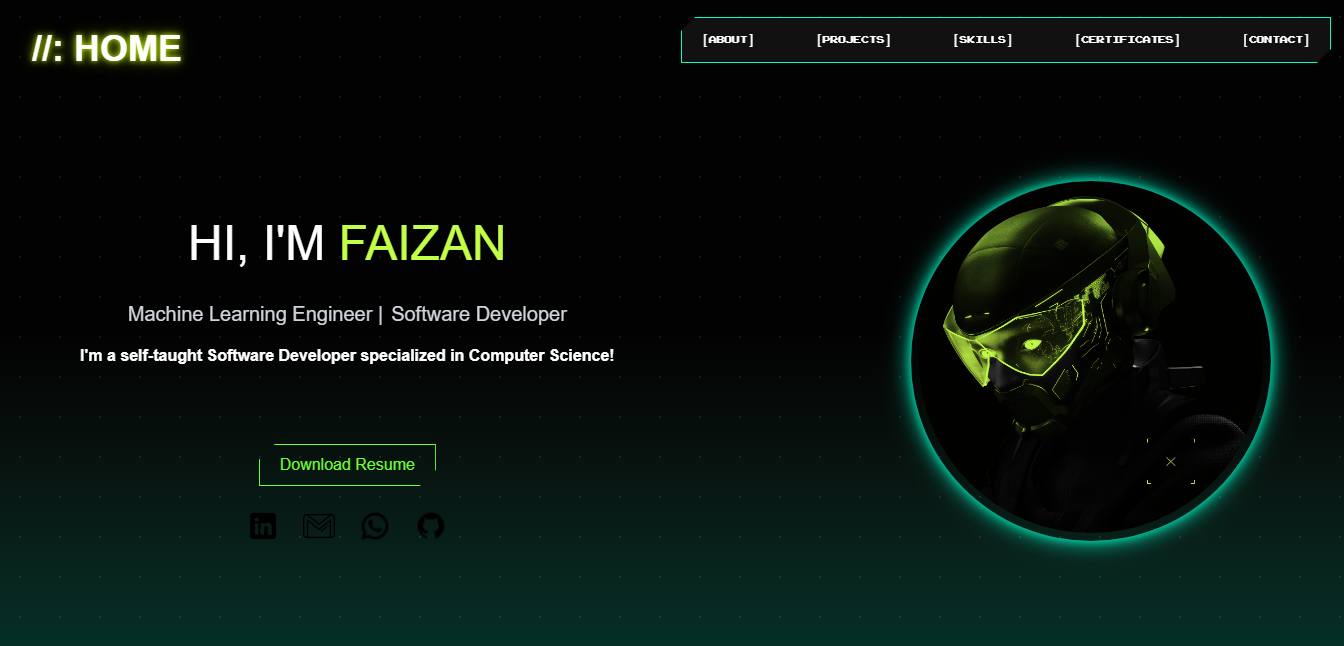 //: HOME
[ABOUT] [PROJECTS] [SKILLS] [CERTIFICATES] [CONTACT]
HI, I'M FAIZAN
Machine Learning Engineer | Software Developer
I'm a self-taught Software Developer specialized in Computer Science!
Download Resume
in